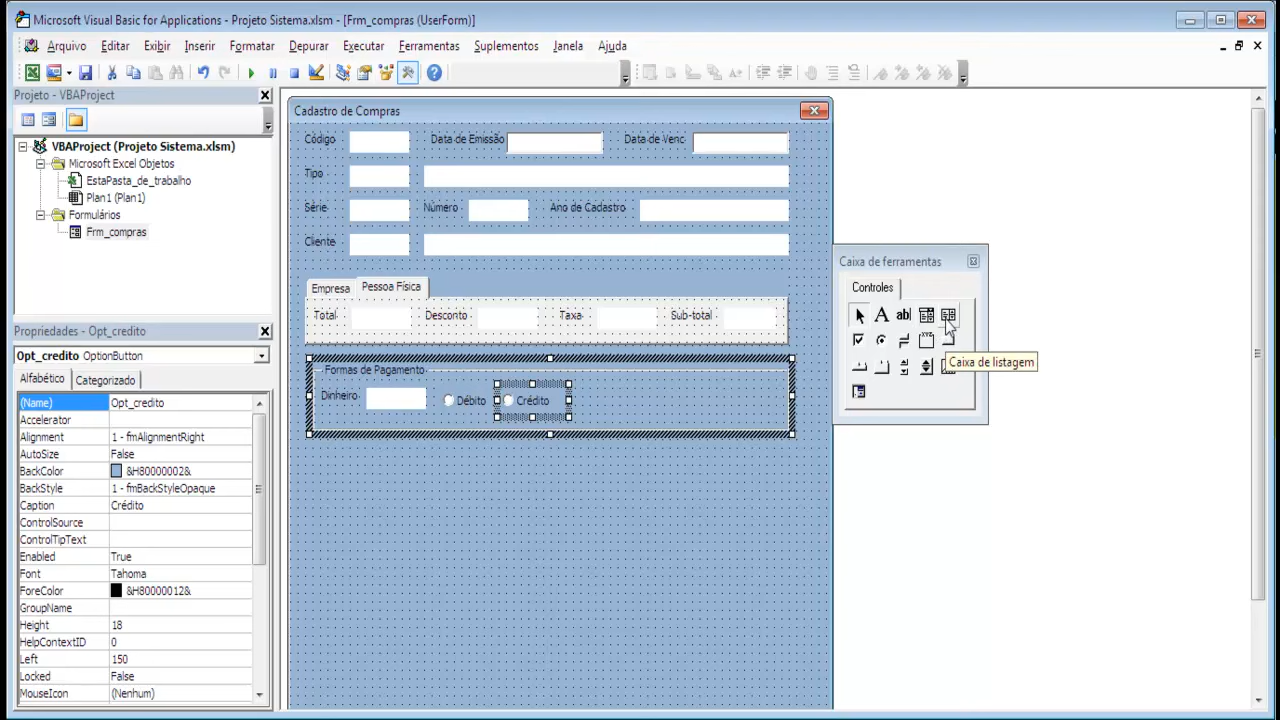 Microsoft Visual Basic for Applications - Projeto Sistema.xlsm - [Frm_compras (UserForm)]
Arquivo Editar Exibir Inserir Formatar Depurar Executar Ferramentas Suplementos Janela Ajuda
Projeto - VBAProject
VBAProject (Projeto Sistema.xlsm)
Microsoft Excel Objetos
EstaPasta_de_trabalho
Plan1 (Plan1)
Formulários
Frm_compras
Propriedades - Opt_credito
Opt_credito OptionButton
Alfabético Categorizado
(Name) Opt_credito
Accelerator
Alignment 1 - fmAlignmentRight
AutoSize False
BackColor &H80000002&
BackStyle 1 - fmBackStyleOpaque
Caption Crédito
ControlSource
ControlTipText
Enabled True
Font Tahoma
ForeColor &H80000012&
GroupName
Height 18
HelpContextID 0
Left 150
Locked False
MouseIcon (Nenhum)
Cadastro de Compras
Código Data de Emissão Data de Venc
Tipo
Série Número Ano de Cadastro
Cliente
Empresa Pessoa Física
Total Desconto Taxa Sub-total
Formas de Pagamento
Dinheiro Débito Crédito
Caixa de ferramentas
Controles
A ab|
Caixa de listagem